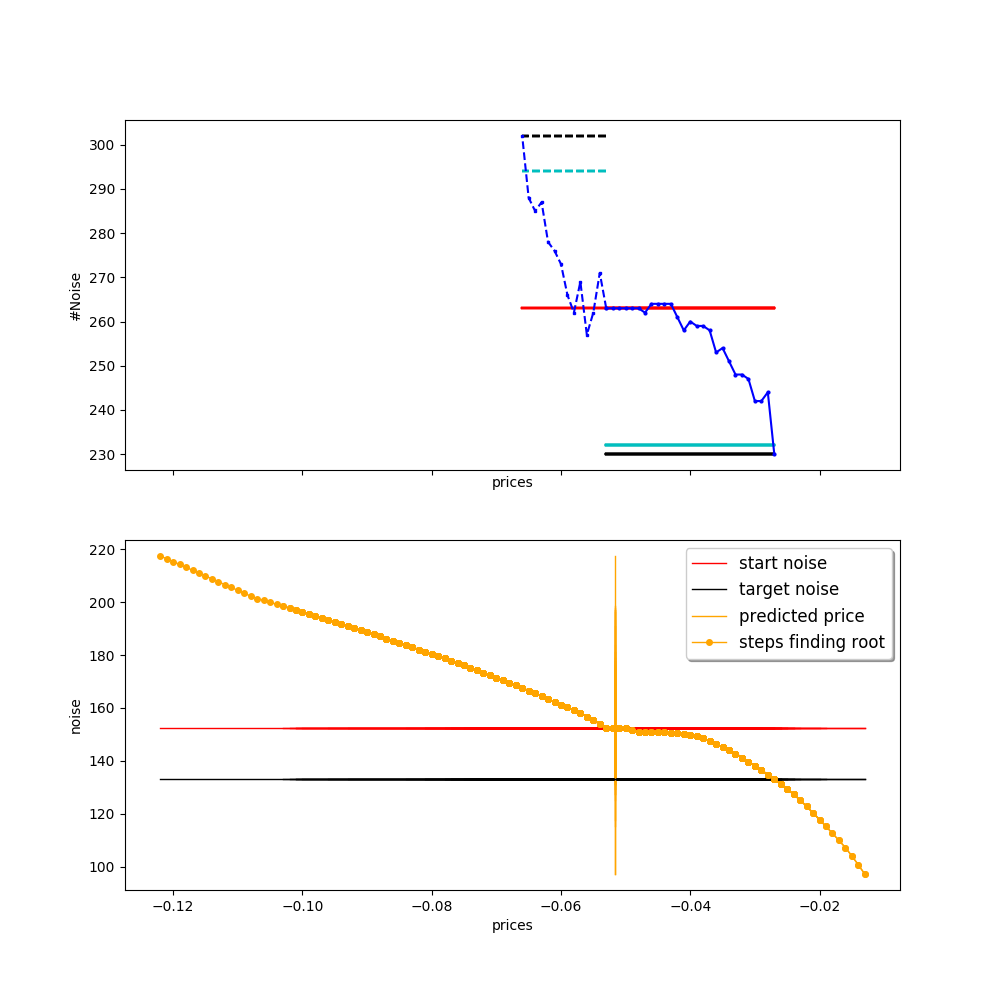 300
290
280
270
260
250
240
230
#Noise
prices
220
200
180
160
140
120
100
noise
start noise
target noise
predicted price
steps finding root
−0.12 −0.10 −0.08 −0.06 −0.04 −0.02
prices